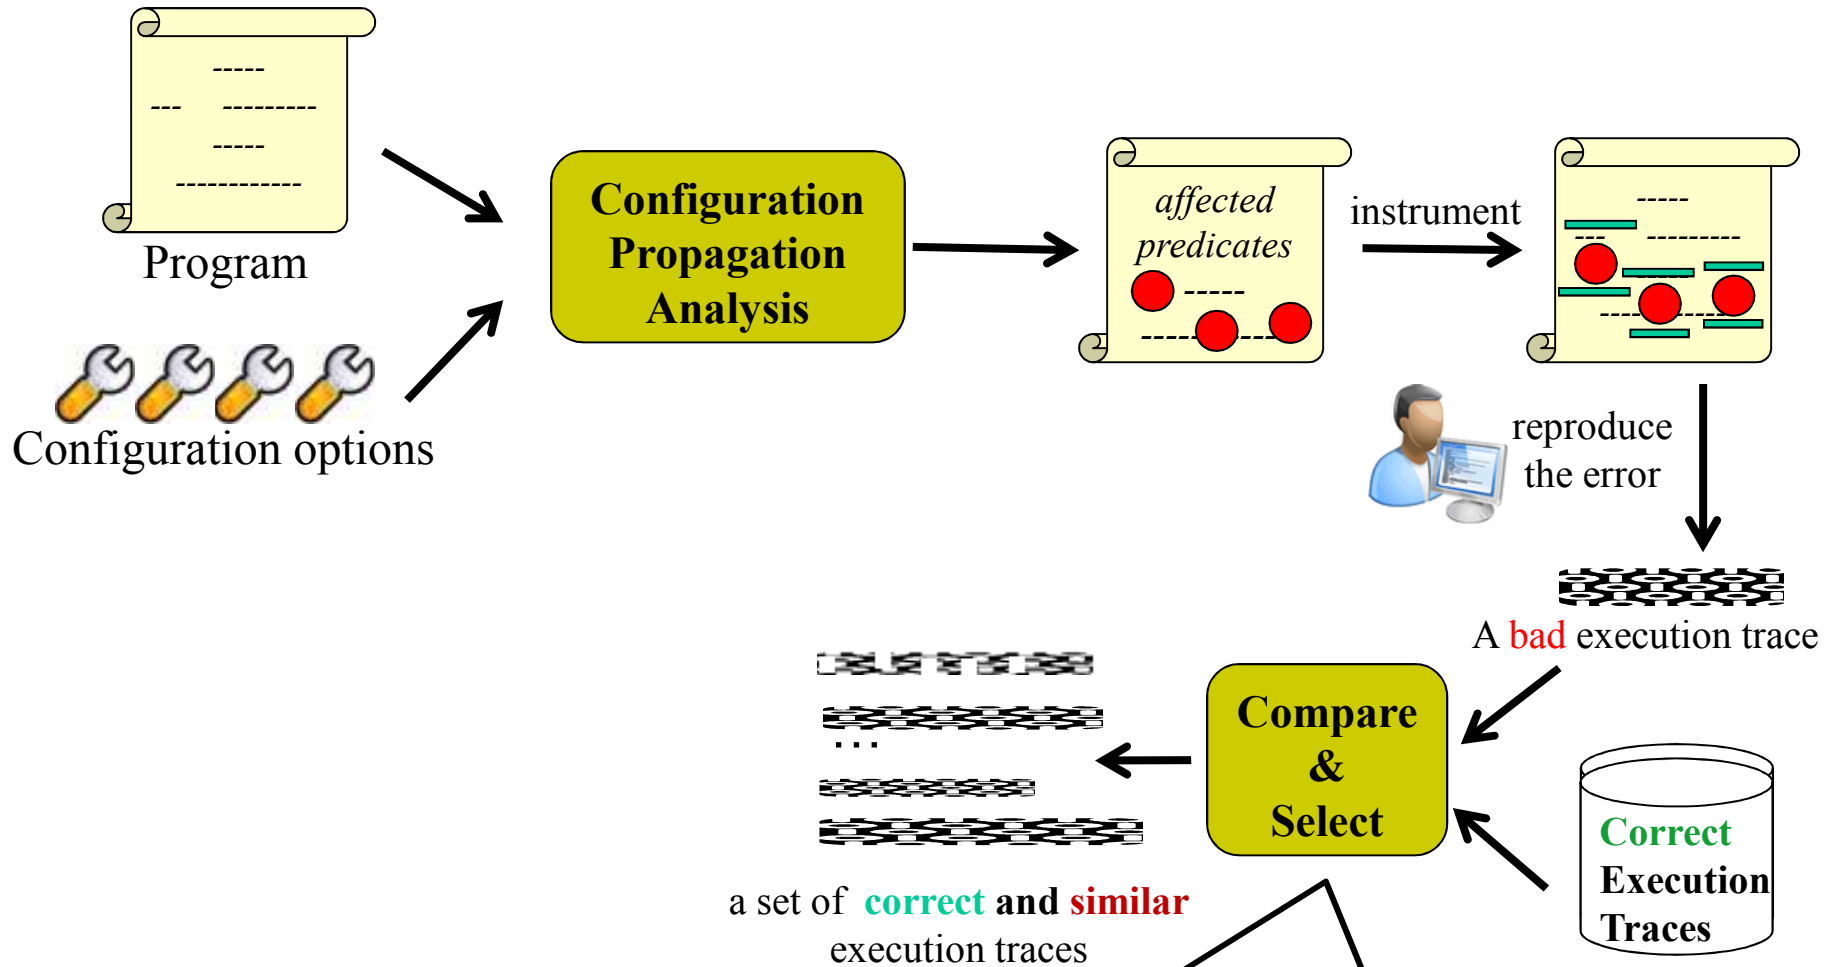 Program
Configuration options
Configuration
Propagation
Analysis
affected
predicates
instrument
reproduce
the error
A bad execution trace
Compare
&
Select
Correct
Execution
Traces
...
a set of correct and similar
execution traces